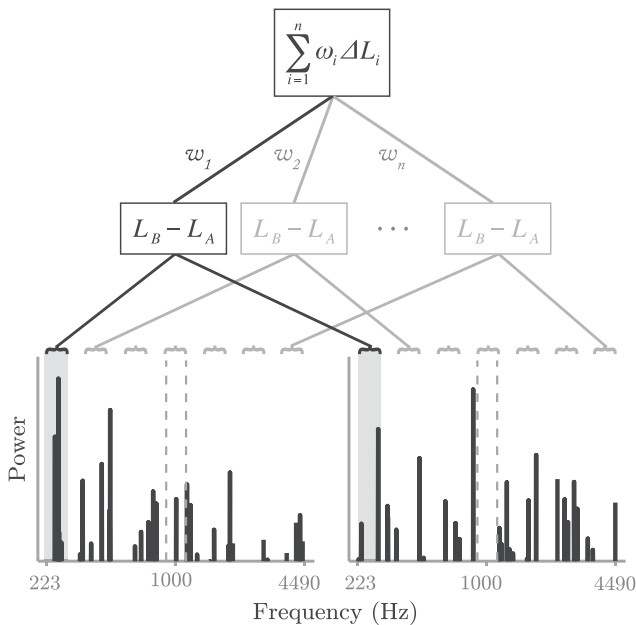 n
∑ ω_i ΔL_i
i=1
w_1 w_2 w_n
L_B − L_A L_B − L_A ··· L_B − L_A
Power
223 1000 4490 223 1000 4490
Frequency (Hz)